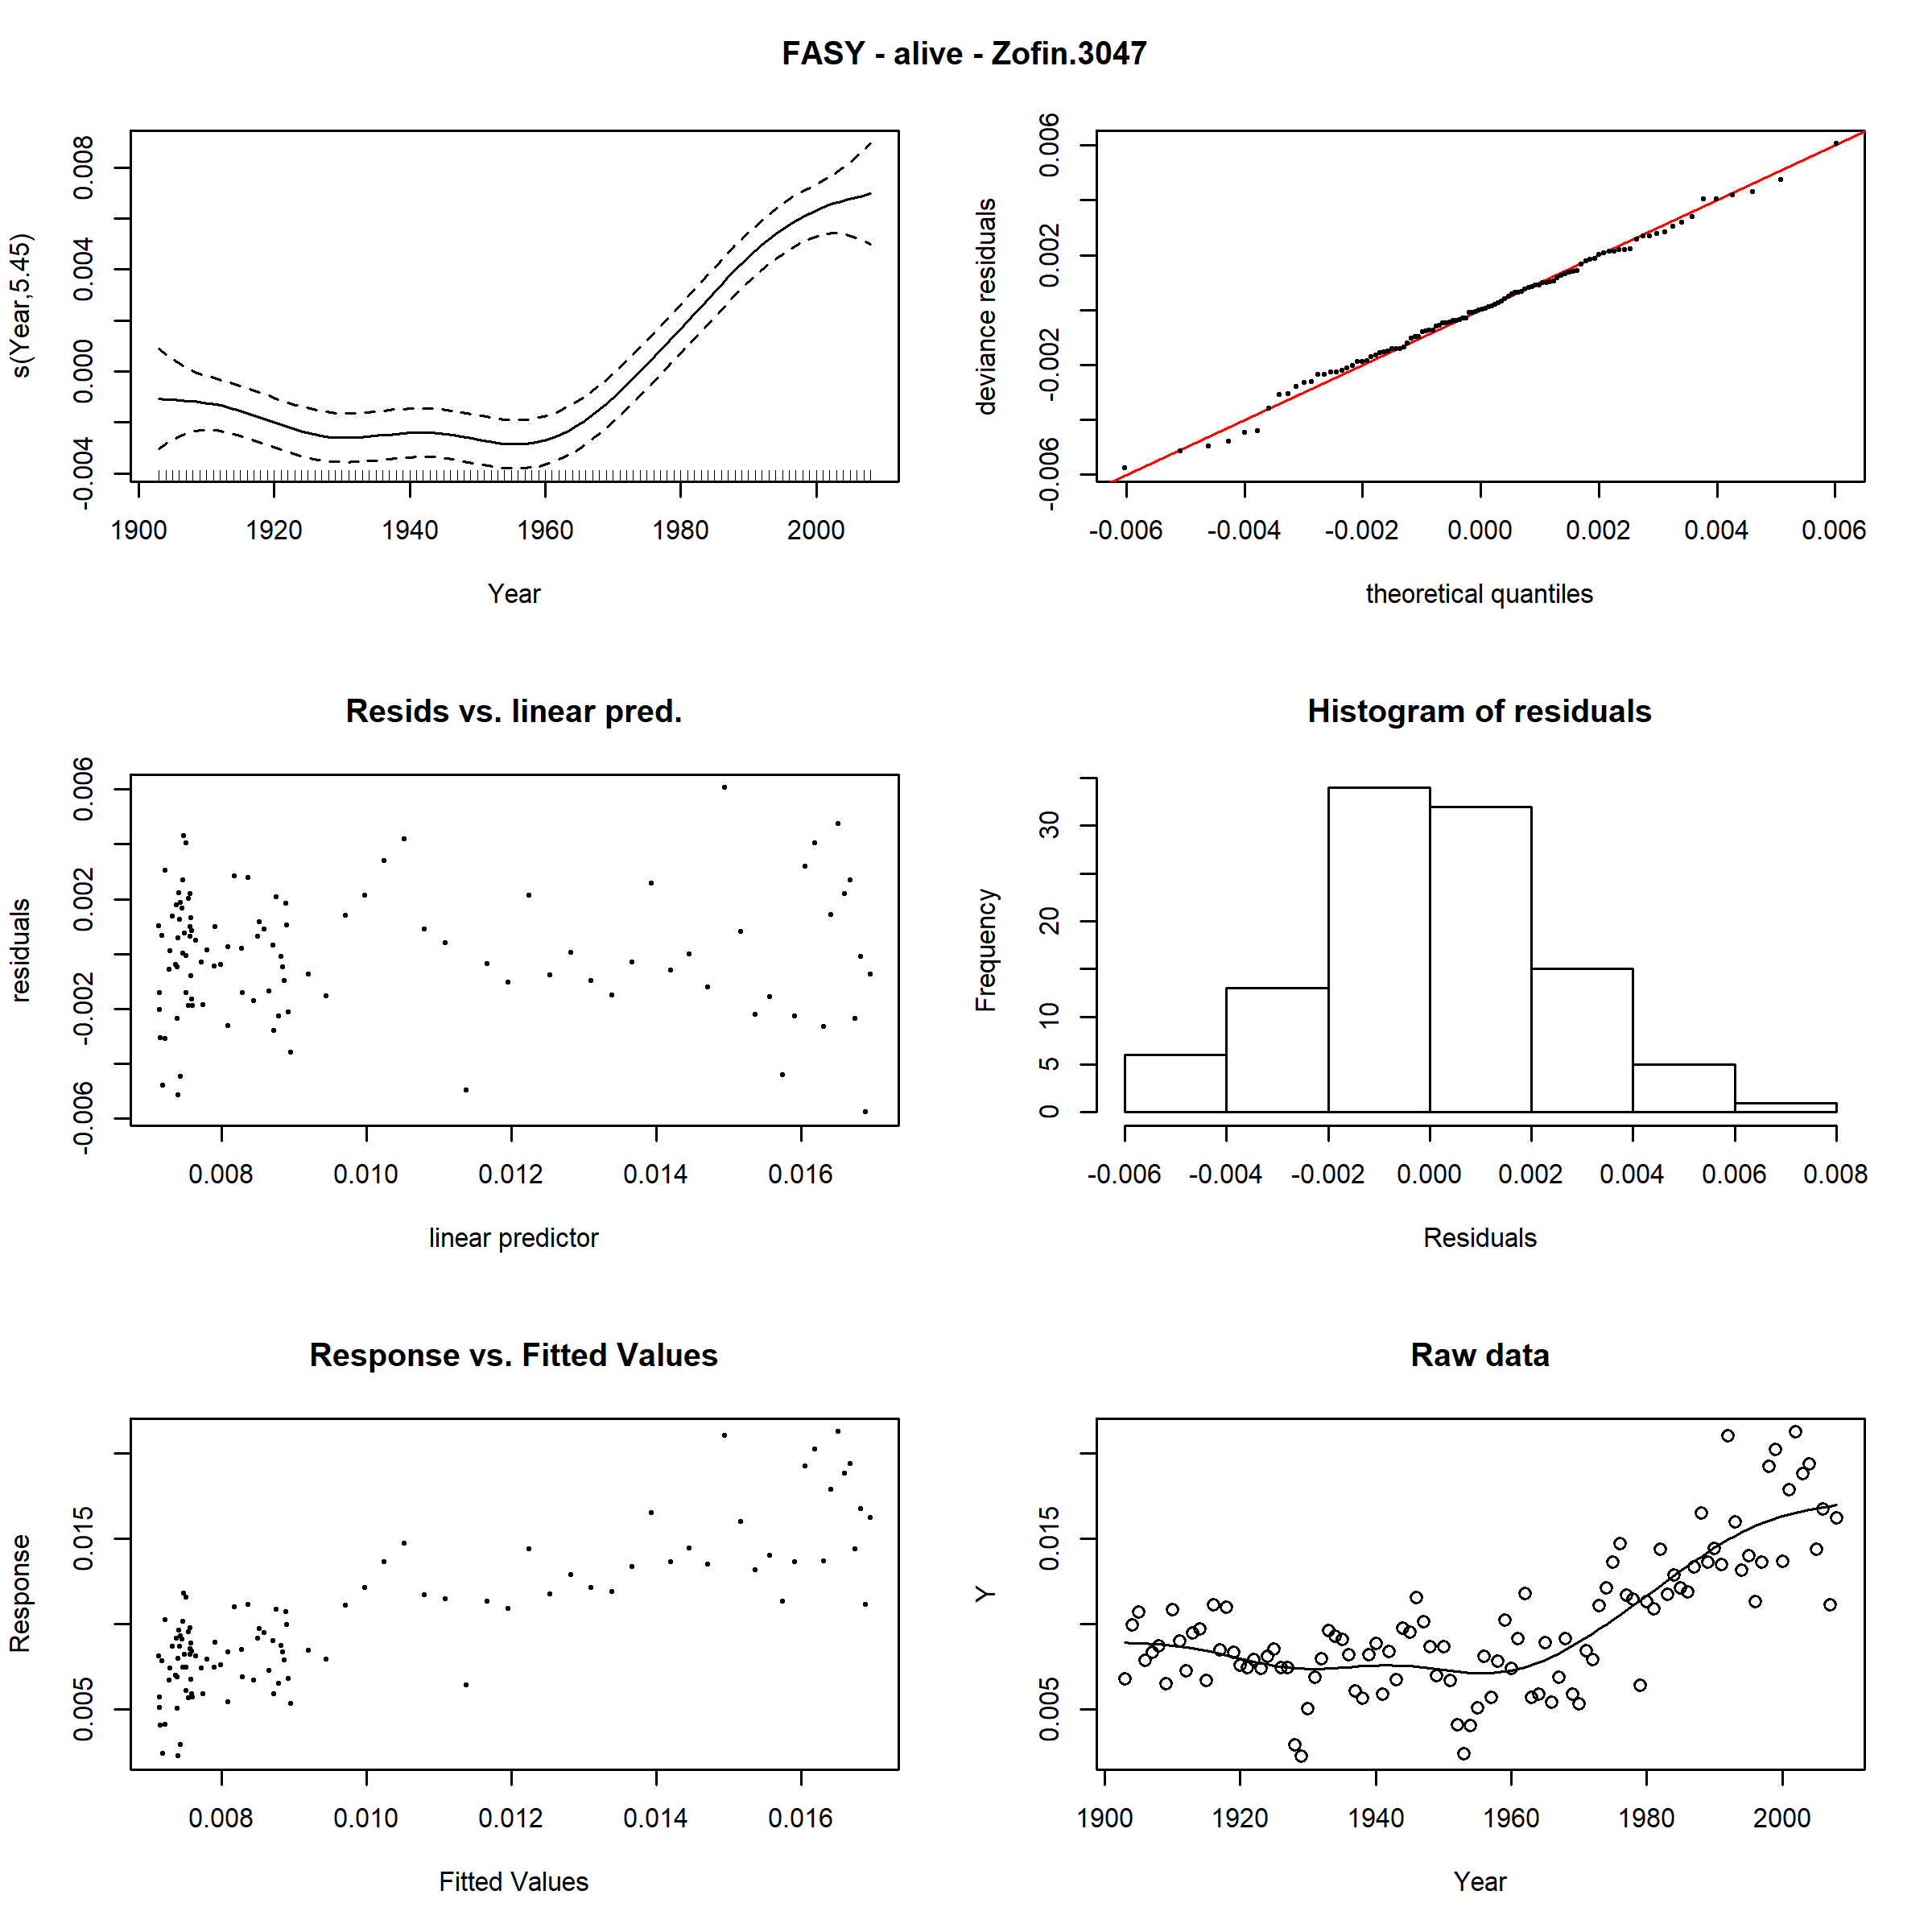 FASY - alive - Zofin.3047
s(Year,5.45)
-0.004 0.000 0.004 0.008
1900 1920 1940 1960 1980 2000
Year
deviance residuals
-0.006 -0.002 0.002 0.006
-0.006 -0.004 -0.002 0.000 0.002 0.004 0.006
theoretical quantiles
Resids vs. linear pred.
residuals
-0.006 -0.002 0.002 0.006
0.008 0.010 0.012 0.014 0.016
linear predictor
Histogram of residuals
Frequency
0 5 10 20 30
-0.006 -0.004 -0.002 0.000 0.002 0.004 0.006 0.008
Residuals
Response vs. Fitted Values
Response
0.005 0.015
0.008 0.010 0.012 0.014 0.016
Fitted Values
Raw data
Y
0.005 0.015
1900 1920 1940 1960 1980 2000
Year